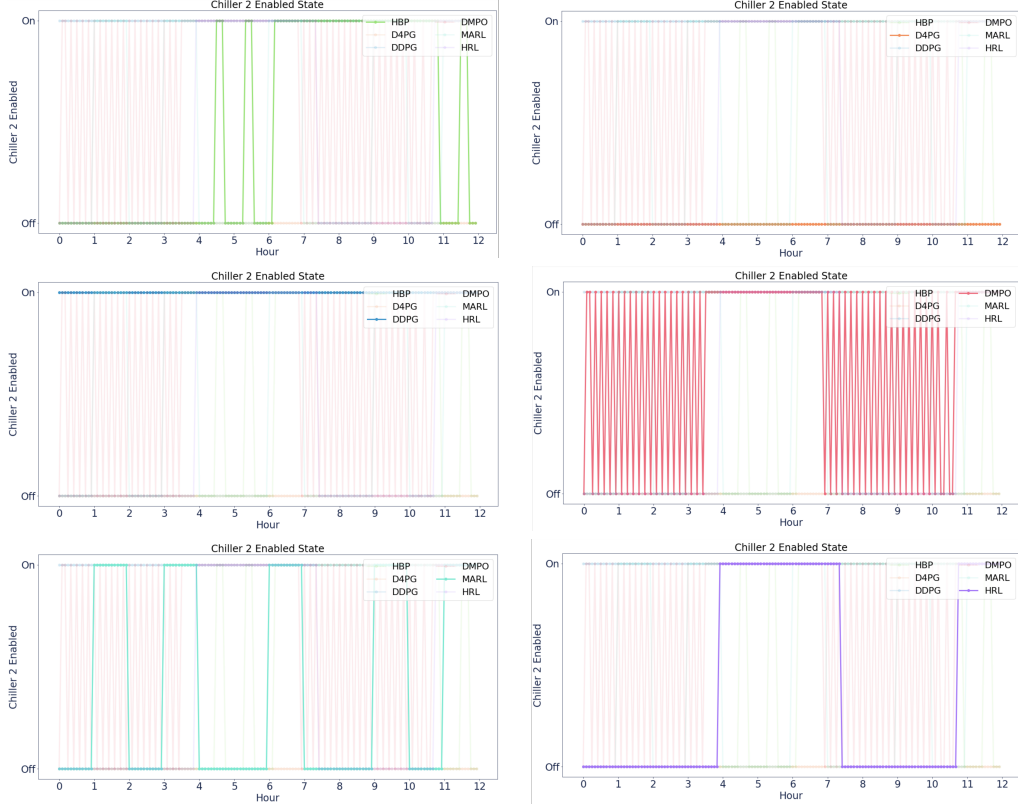 Chiller 2 Enabled State
On
Off
Chiller 2 Enabled
HBP DMPO
D4PG MARL
DDPG HRL
0 1 2 3 4 5 6 7 8 9 10 11 12
Hour
Chiller 2 Enabled State
On
Off
Chiller 2 Enabled
HBP DMPO
D4PG MARL
DDPG HRL
0 1 2 3 4 5 6 7 8 9 10 11 12
Hour
Chiller 2 Enabled State
On
Off
Chiller 2 Enabled
HBP DMPO
D4PG MARL
DDPG HRL
0 1 2 3 4 5 6 7 8 9 10 11 12
Hour
Chiller 2 Enabled State
On
Off
Chiller 2 Enabled
HBP DMPO
D4PG MARL
DDPG HRL
0 1 2 3 4 5 6 7 8 9 10 11 12
Hour
Chiller 2 Enabled State
On
Off
Chiller 2 Enabled
HBP DMPO
D4PG MARL
DDPG HRL
0 1 2 3 4 5 6 7 8 9 10 11 12
Hour
Chiller 2 Enabled State
On
Off
Chiller 2 Enabled
HBP DMPO
D4PG MARL
DDPG HRL
0 1 2 3 4 5 6 7 8 9 10 11 12
Hour